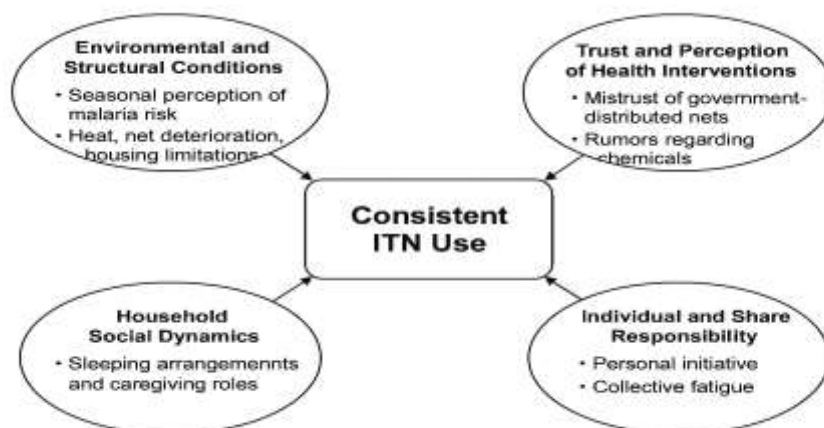 Environmental and
Structural Conditions
• Seasonal perception of
malaria risk
• Heat, net deterioration,
housing limitations
Trust and Perception
of Health Interventions
• Mistrust of government-
distributed nets
• Rumors regarding
chemicals
Consistent
ITN Use
Household
Social Dynamics
• Sleeping arrangemennts
and caregiving roles
Individual and Share
Responsibility
• Personal initiative
• Collective fatigue